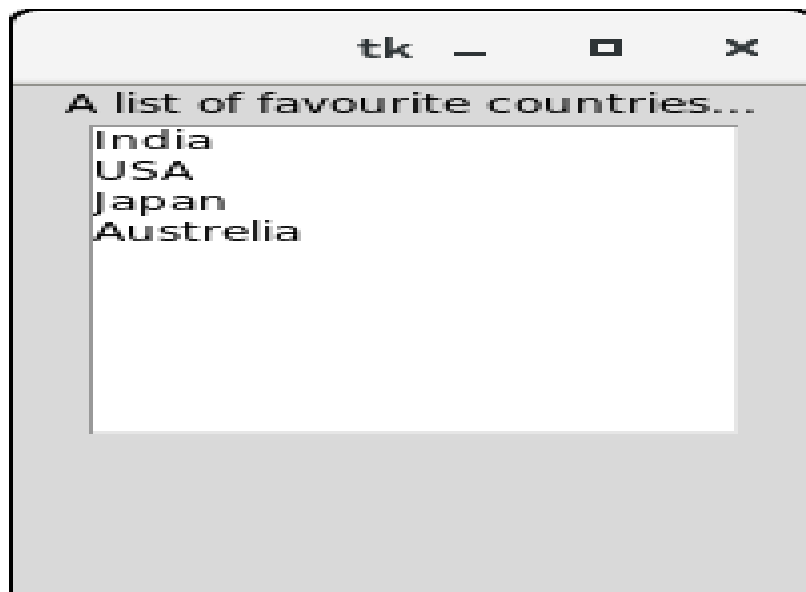 tk
A list of favourite countries...
India
USA
Japan
Austrelia